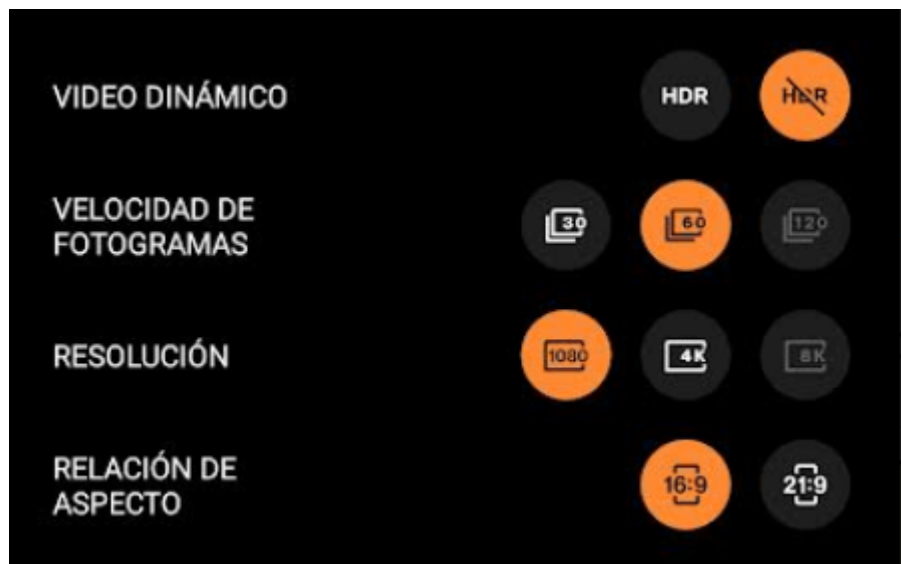 VIDEO DINÁMICO
HDR
HDR
VELOCIDAD DE
FOTOGRAMAS
30
60
120
RESOLUCIÓN
1080
4K
8K
RELACIÓN DE
ASPECTO
16:9
21:9